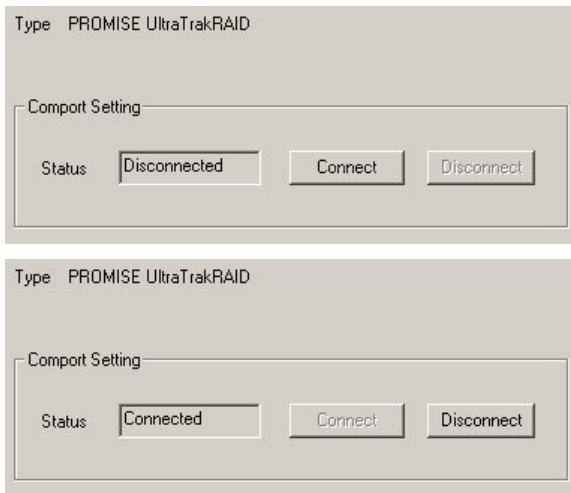 Type PROMISE UltraTrakRAID
Comport Setting
Status Disconnected Connect Disconnect
Type PROMISE UltraTrakRAID
Comport Setting
Status Connected Connect Disconnect